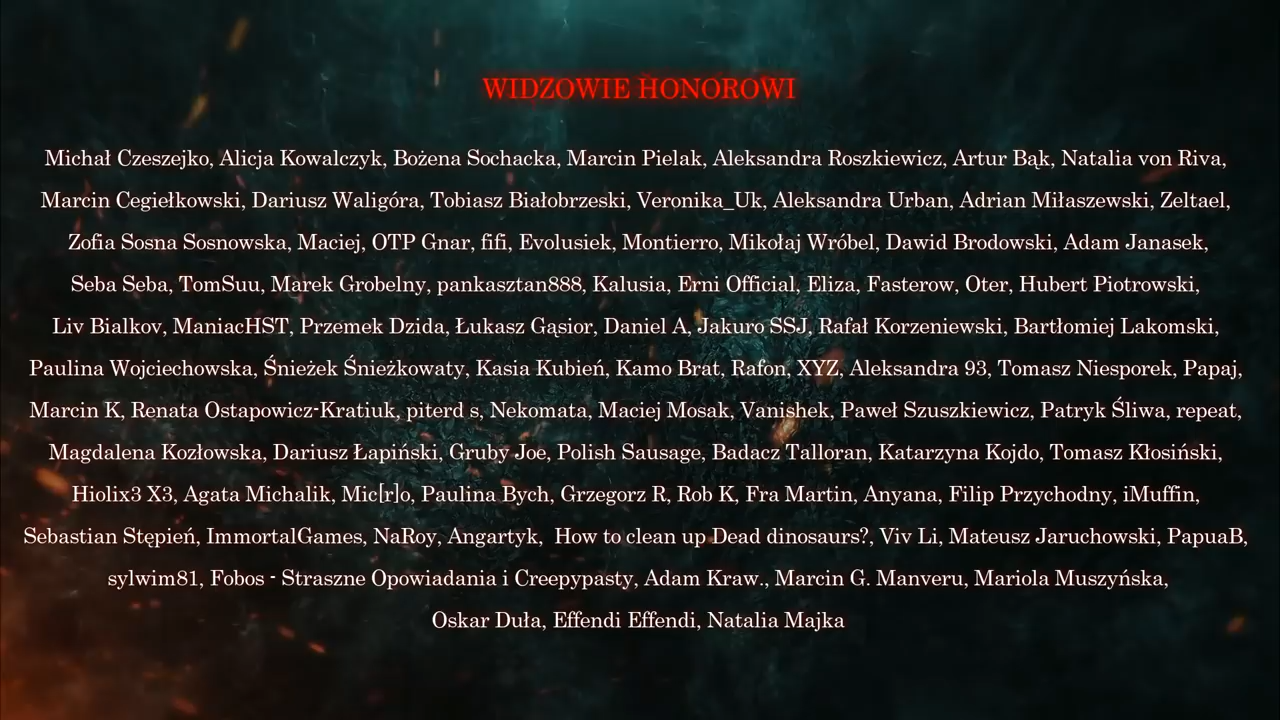 WIDZOWIE HONOROWI
Michał Czeszejko, Alicja Kowalczyk, Bożena Sochacka, Marcin Pielak, Aleksandra Roszkiewicz, Artur Bąk, Natalia von Riva,
Marcin Cegiełkowski, Dariusz Waligóra, Tobiasz Białobrzeski, Veronika_Uk, Aleksandra Urban, Adrian Miłaszewski, Zeltael,
Zofia Sosna Sosnowska, Maciej, OTP Gnar, fifi, Evolusiek, Montierro, Mikołaj Wróbel, Dawid Brodowski, Adam Janasek,
Seba Seba, TomSuu, Marek Grobelny, pankasztan888, Kalusia, Erni Official, Eliza, Fasterow, Oter, Hubert Piotrowski,
Liv Bialkov, ManiacHST, Przemek Dzida, Łukasz Gąsior, Daniel A, Jakuro SSJ, Rafał Korzeniewski, Bartłomiej Lakomski,
Paulina Wojciechowska, Śnieżek Śnieżkowaty, Kasia Kubień, Kamo Brat, Rafon, XYZ, Aleksandra 93, Tomasz Niesporek, Papaj,
Marcin K, Renata Ostapowicz-Kratiuk, piterd s, Nekomata, Maciej Mosak, Vanishek, Paweł Szuszkiewicz, Patryk Śliwa, repeat,
Magdalena Kozłowska, Dariusz Łapiński, Gruby Joe, Polish Sausage, Badacz Talloran, Katarzyna Kojdo, Tomasz Kłosiński,
Hiolix3 X3, Agata Michalik, Mic[r]o, Paulina Bych, Grzegorz R, Rob K, Fra Martin, Anyana, Filip Przychodny, iMuffin,
Sebastian Stępień, ImmortalGames, NaRoy, Angartyk,  How to clean up Dead dinosaurs?, Viv Li, Mateusz Jaruchowski, PapuaB,
sylwim81, Fobos - Straszne Opowiadania i Creepypasty, Adam Kraw., Marcin G. Manveru, Mariola Muszyńska,
Oskar Duła, Effendi Effendi, Natalia Majka